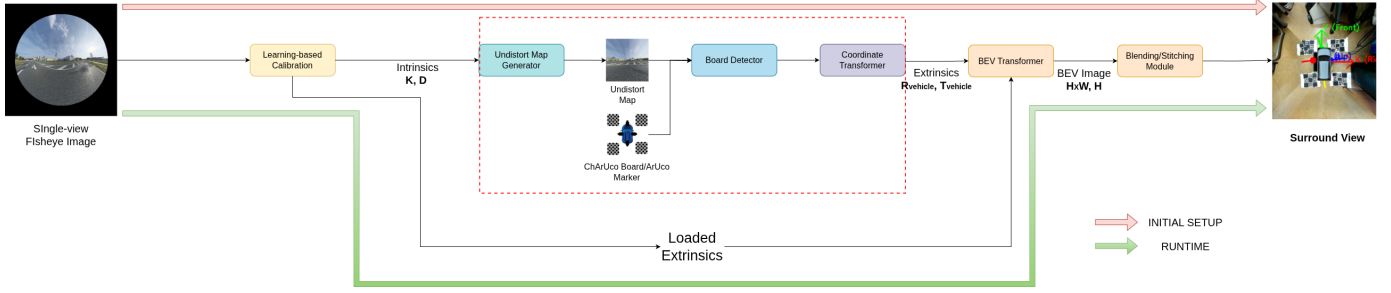 SIngle-view
FIsheye Image
Learning-based
Calibration
Intrinsics
K, D
Undistort Map
Generator
Undistort
Map
ChArUco Board/ArUco
Marker
Board Detector
Coordinate
Transformer
Extrinsics
Rvehicle, Tvehicle
BEV Transformer
BEV Image
HxW, H
Blending/Stitching
Module
(Front)
Surround View
Loaded
Extrinsics
INITIAL SETUP
RUNTIME